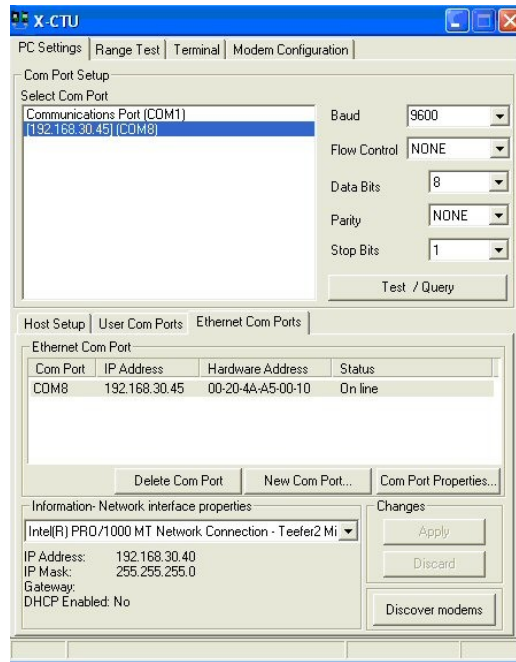 X-CTU
PC Settings Range Test Terminal Modem Configuration
Com Port Setup
Select Com Port
Communications Port (COM1)
[192.168.30.45] (COM8)
Baud 9600
Flow Control NONE
Data Bits 8
Parity NONE
Stop Bits 1
Test / Query
Host Setup User Com Ports Ethernet Com Ports
Ethernet Com Port
Com Port IP Address Hardware Address Status
COM8 192.168.30.45 00-20-4A-A5-00-10 On line
Delete Com Port New Com Port... Com Port Properties...
Information- Network interface properties
Intel(R) PRO/1000 MT Network Connection - Teefer2 Mi
IP Address: 192.168.30.40
IP Mask: 255.255.255.0
Gateway:
DHCP Enabled: No
Changes
Apply
Discard
Discover modems